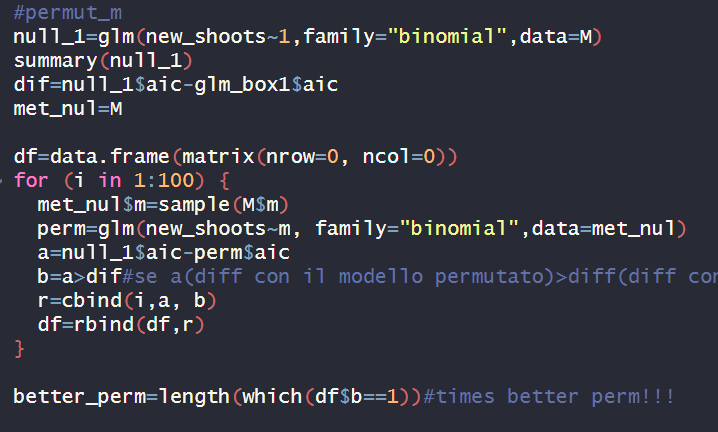 #permut_m
null_1=glm(new_shoots~1,family="binomial",data=M)
summary(null_1)
dif=null_1$aic-glm_box1$aic
met_nul=M
df=data.frame(matrix(nrow=0, ncol=0))
for (i in 1:100) {
met_nul$m=sample(M$m)
perm=glm(new_shoots~m, family="binomial",data=met_nul)
a=null_1$aic-perm$aic
b=a>dif#se a(diff con il modello permutato)>diff(diff
r=cbind(i,a, b)
df=rbind(df,r)
}
better_perm=length(which(df$b==1))#times better perm!!!